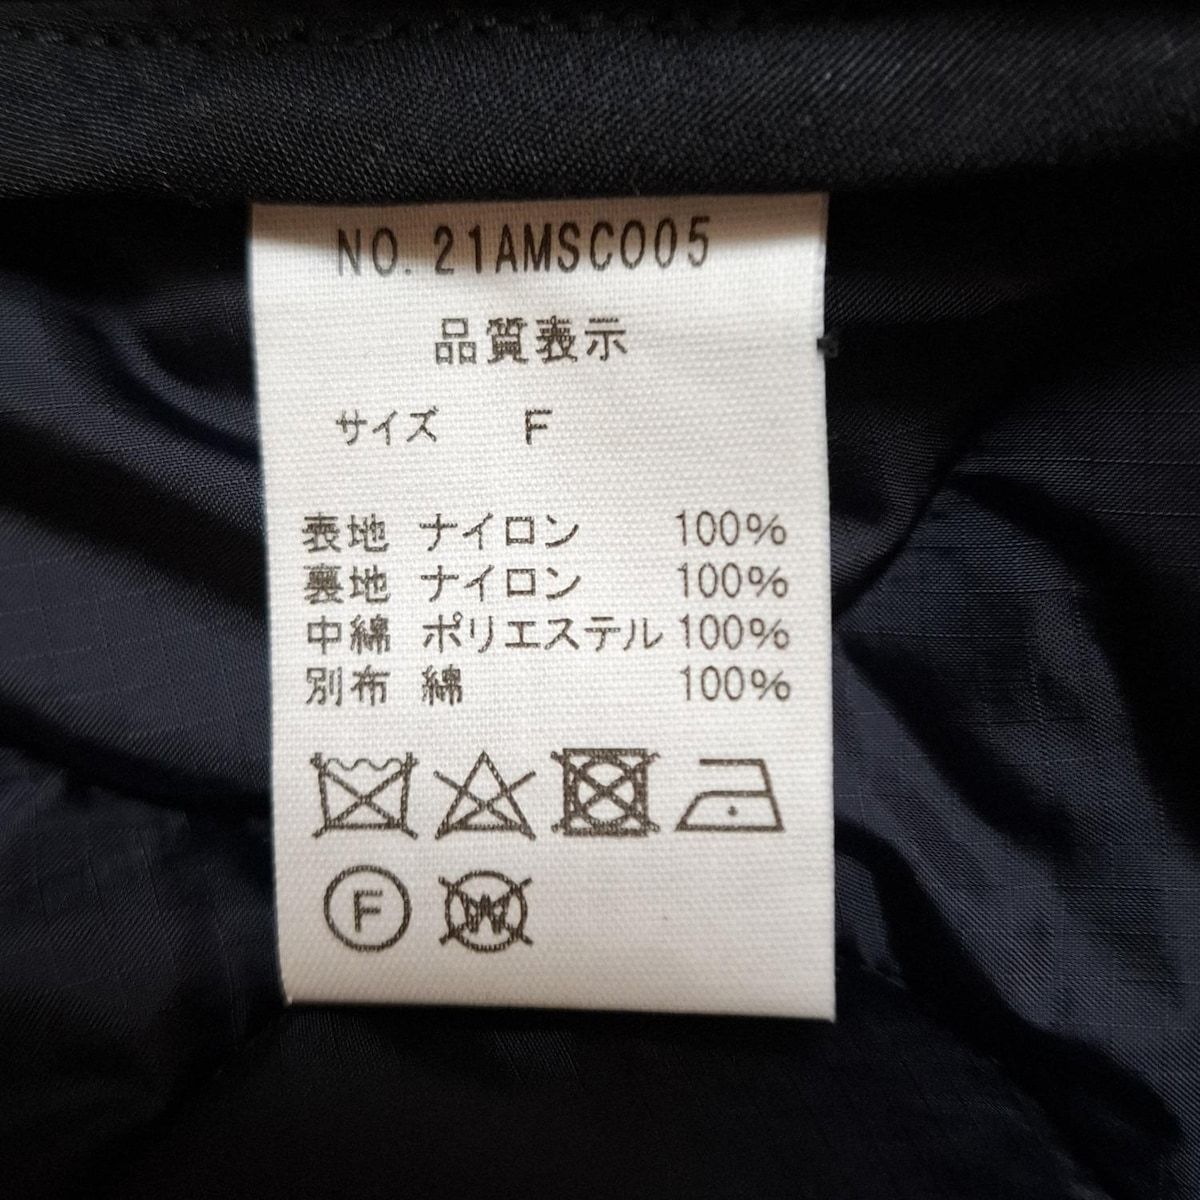 NO. 21AMSCO05
品質表示
サイズ F
表地 ナイロン 100%
裏地 ナイロン 100%
中綿 ポリエステル 100%
別布 綿 100%
F W